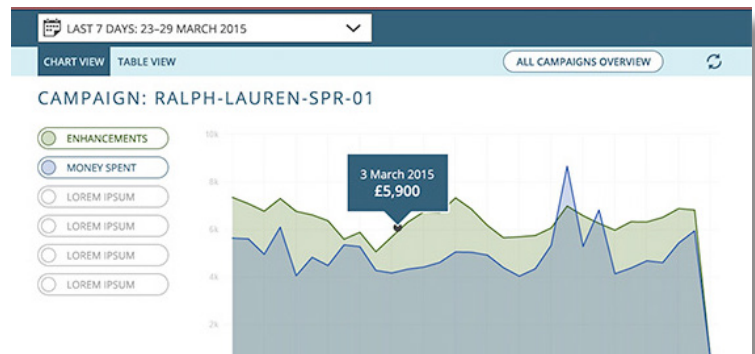 LAST 7 DAYS: 23–29 MARCH 2015
CHART VIEW TABLE VIEW
ALL CAMPAIGNS OVERVIEW
CAMPAIGN: RALPH-LAUREN-SPR-01
ENHANCEMENTS
MONEY SPENT
LOREM IPSUM
LOREM IPSUM
LOREM IPSUM
LOREM IPSUM
10k
8k
6k
4k
2k
3 March 2015
£5,900